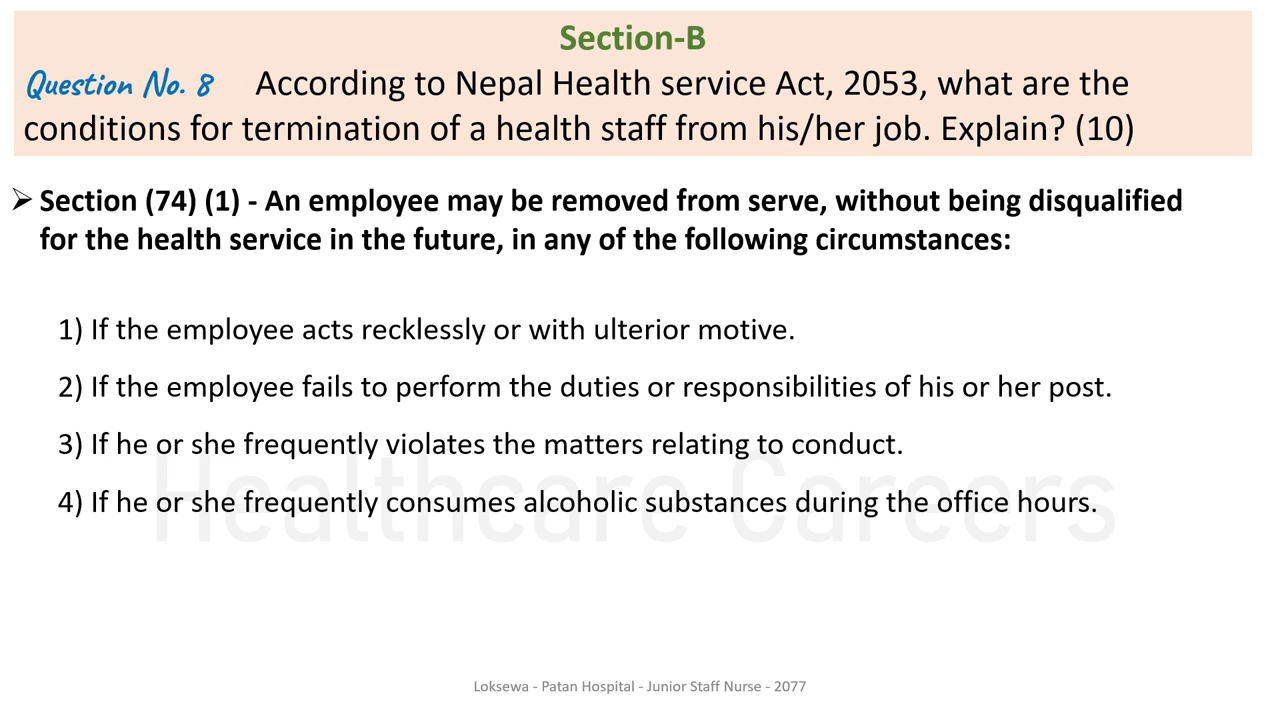 Section-B
Question No. 8 According to Nepal Health service Act, 2053, what are the
conditions for termination of a health staff from his/her job. Explain? (10)
➢ Section (74) (1) - An employee may be removed from serve, without being disqualified
for the health service in the future, in any of the following circumstances:
1) If the employee acts recklessly or with ulterior motive.
2) If the employee fails to perform the duties or responsibilities of his or her post.
3) If he or she frequently violates the matters relating to conduct.
4) If he or she frequently consumes alcoholic substances during the office hours.
Healthcare Careers
Loksewa - Patan Hospital - Junior Staff Nurse - 2077